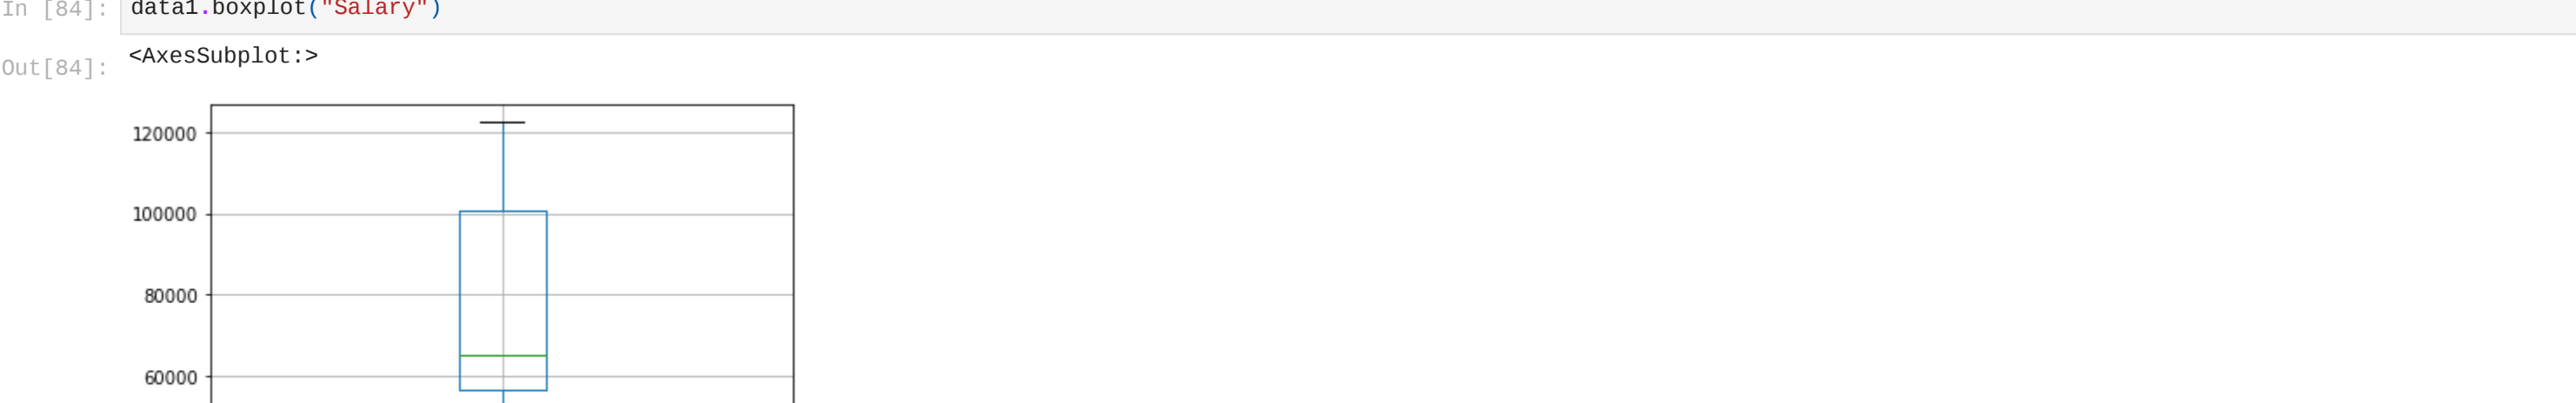 In [84]: data1.boxplot("Salary")
<AxesSubplot:>
Out[84]:
120000
100000
80000
60000